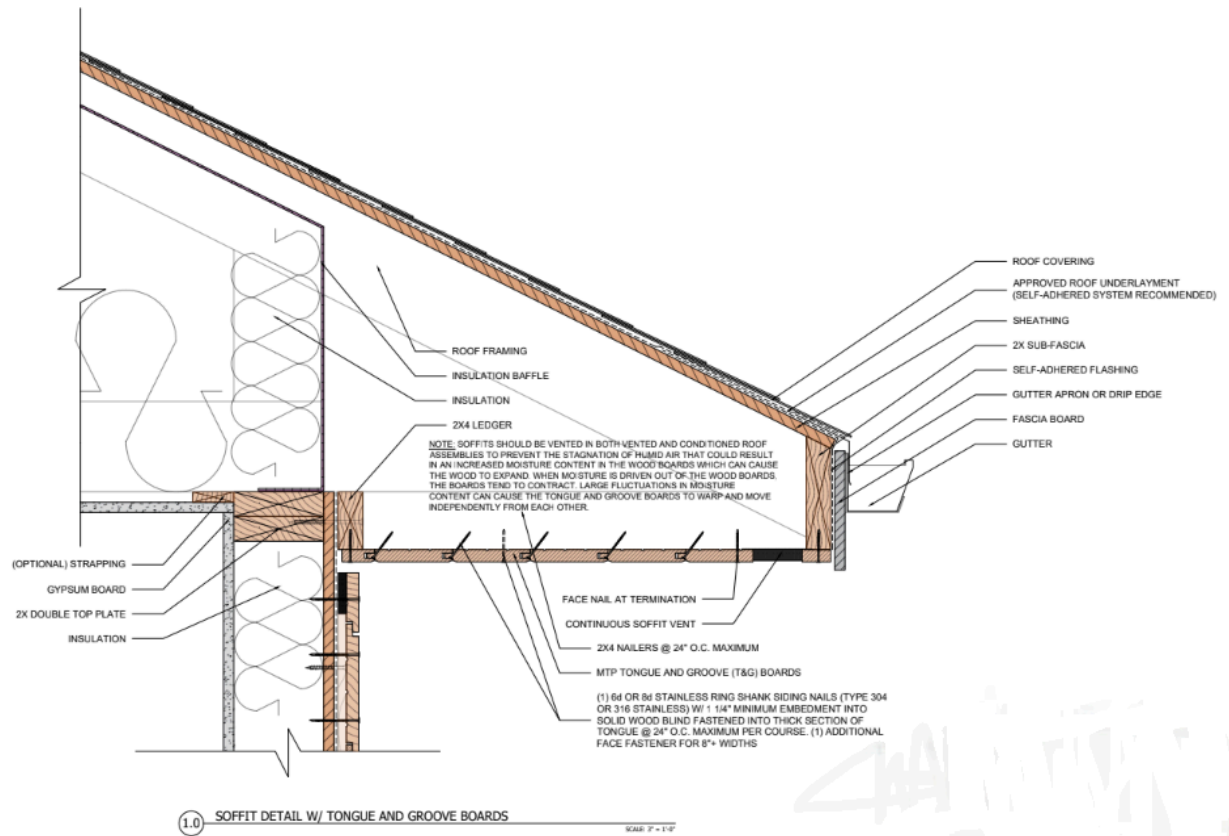 ROOF COVERING
APPROVED ROOF UNDERLAYMENT
(SELF-ADHERED SYSTEM RECOMMENDED)
SHEATHING
2X SUB-FASCIA
SELF-ADHERED FLASHING
GUTTER APRON OR DRIP EDGE
FASCIA BOARD
GUTTER
ROOF FRAMING
INSULATION BAFFLE
INSULATION
2X4 LEDGER
NOTE: SOFFITS SHOULD BE VENTED IN BOTH VENTED AND CONDITIONED ROOF
ASSEMBLIES TO PREVENT THE STAGNATION OF HUMID AIR THAT COULD RESULT
IN AN INCREASED MOISTURE CONTENT IN THE WOOD BOARDS WHICH CAN CAUSE
THE WOOD TO EXPAND. WHEN MOISTURE IS DRIVEN OUT OF THE WOOD BOARDS,
THE BOARDS TEND TO CONTRACT. LARGE FLUCTUATIONS IN MOISTURE
CONTENT CAN CAUSE THE TONGUE AND GROOVE BOARDS TO WARP AND MOVE
INDEPENDENTLY FROM EACH OTHER.
(OPTIONAL) STRAPPING
GYPSUM BOARD
2X DOUBLE TOP PLATE
INSULATION
FACE NAIL AT TERMINATION
CONTINUOUS SOFFIT VENT
2X4 NAILERS @ 24" O.C. MAXIMUM
MTP TONGUE AND GROOVE (T&G) BOARDS
(1) 6d OR 8d STAINLESS RING SHANK SIDING NAILS (TYPE 304
OR 316 STAINLESS) W/ 1 1/4" MINIMUM EMBEDMENT INTO
SOLID WOOD BLIND FASTENED INTO THICK SECTION OF
TONGUE @ 24" O.C. MAXIMUM PER COURSE. (1) ADDITIONAL
FACE FASTENER FOR 8"+ WIDTHS
1.0 SOFFIT DETAIL W/ TONGUE AND GROOVE BOARDS
SCALE: 3" = 1'-0"